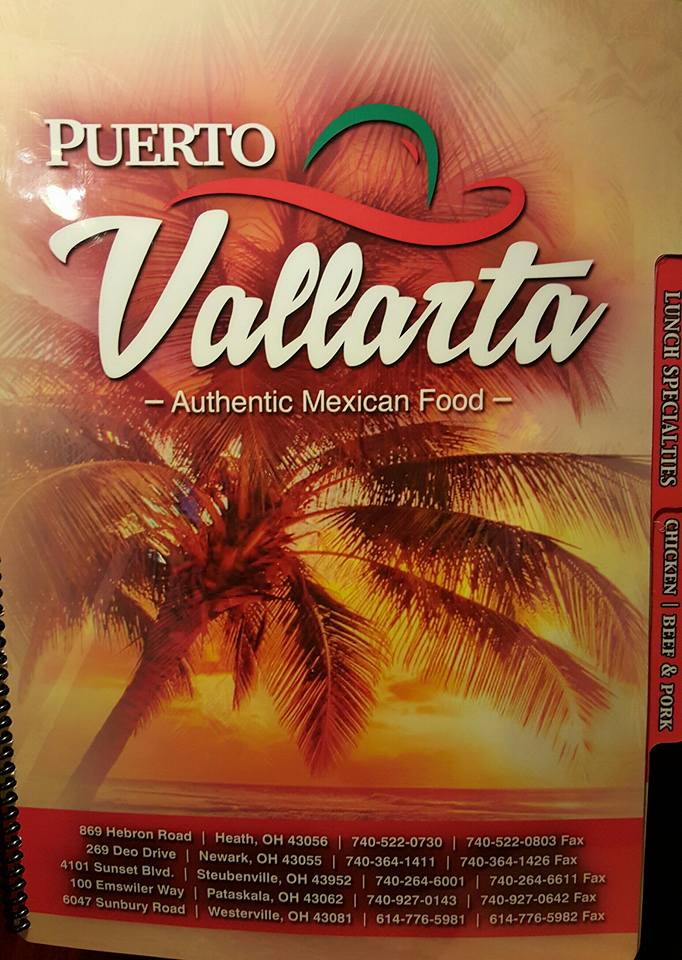 PUERTO
Vallarta
– Authentic Mexican Food –
LUNCH SPECIALTIES
CHICKEN | BEEF & PORK
869 Hebron Road | Heath, OH 43056 | 740-522-0730 | 740-522-0803 Fax
269 Deo Drive | Newark, OH 43055 | 740-364-1411 | 740-364-1426 Fax
4101 Sunset Blvd. | Steubenville, OH 43952 | 740-264-6001 | 740-264-6611 Fax
100 Emswiler Way | Pataskala, OH 43062 | 740-927-0143 | 740-927-0642 Fax
6047 Sunbury Road | Westerville, OH 43081 | 614-776-5981 | 614-776-5982 Fax